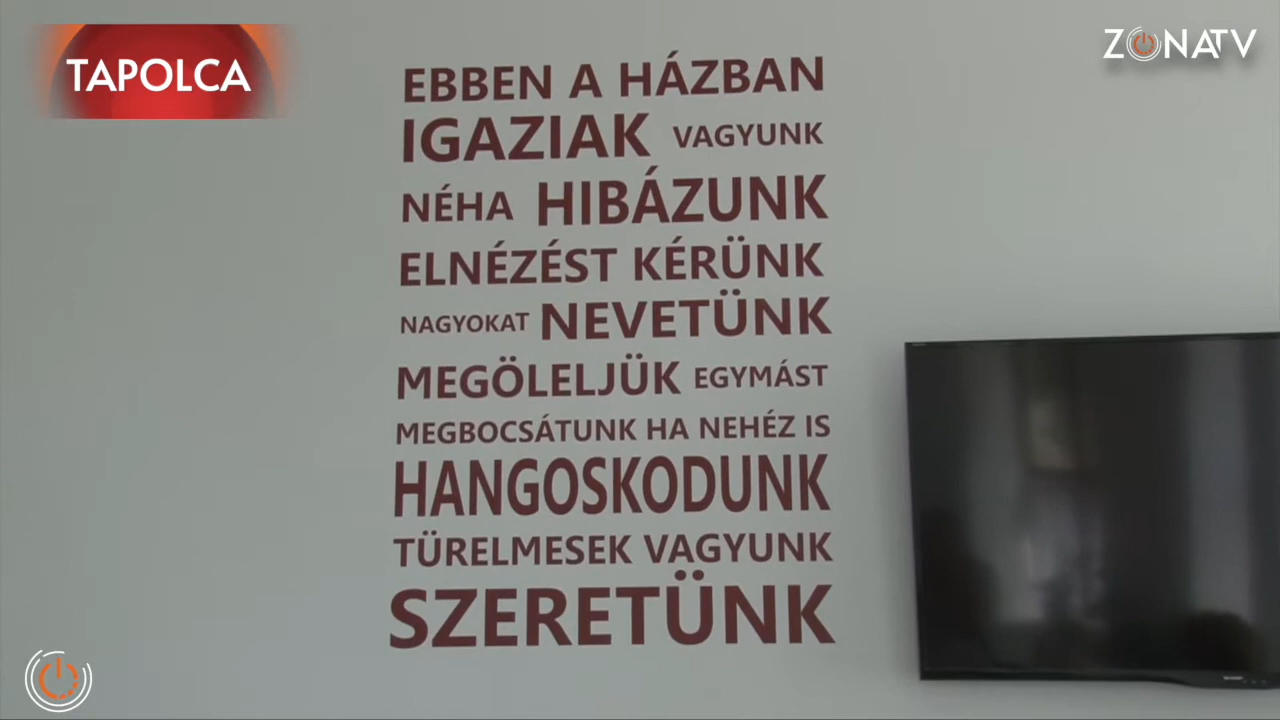 TAPOLCA
ZONATV
EBBEN A HÁZBAN
IGAZIAK VAGYUNK
NÉHA HIBÁZUNK
ELNÉZÉST KÉRÜNK
NAGYOKAT NEVETÜNK
MEGÖLELJÜK EGYMÁST
MEGBOCSÁTUNK HA NEHÉZ IS
HANGOSKODUNK
TÜRELMESEK VAGYUNK
SZERETÜNK